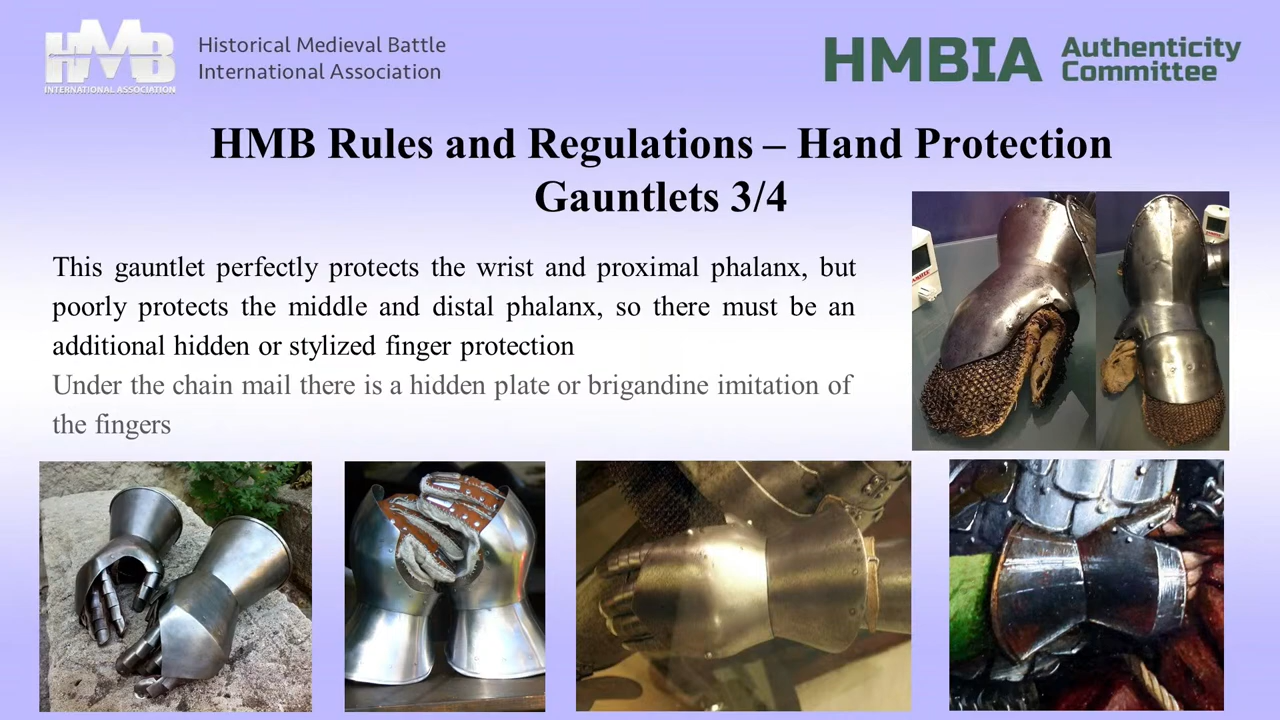 HMB
INTERNATIONAL ASSOCIATION
Historical Medieval Battle
International Association
HMBIA
Authenticity
Committee
HMB Rules and Regulations – Hand Protection
Gauntlets 3/4
This gauntlet perfectly protects the wrist and proximal phalanx, but
poorly protects the middle and distal phalanx, so there must be an
additional hidden or stylized finger protection
Under the chain mail there is a hidden plate or brigandine imitation of
the fingers